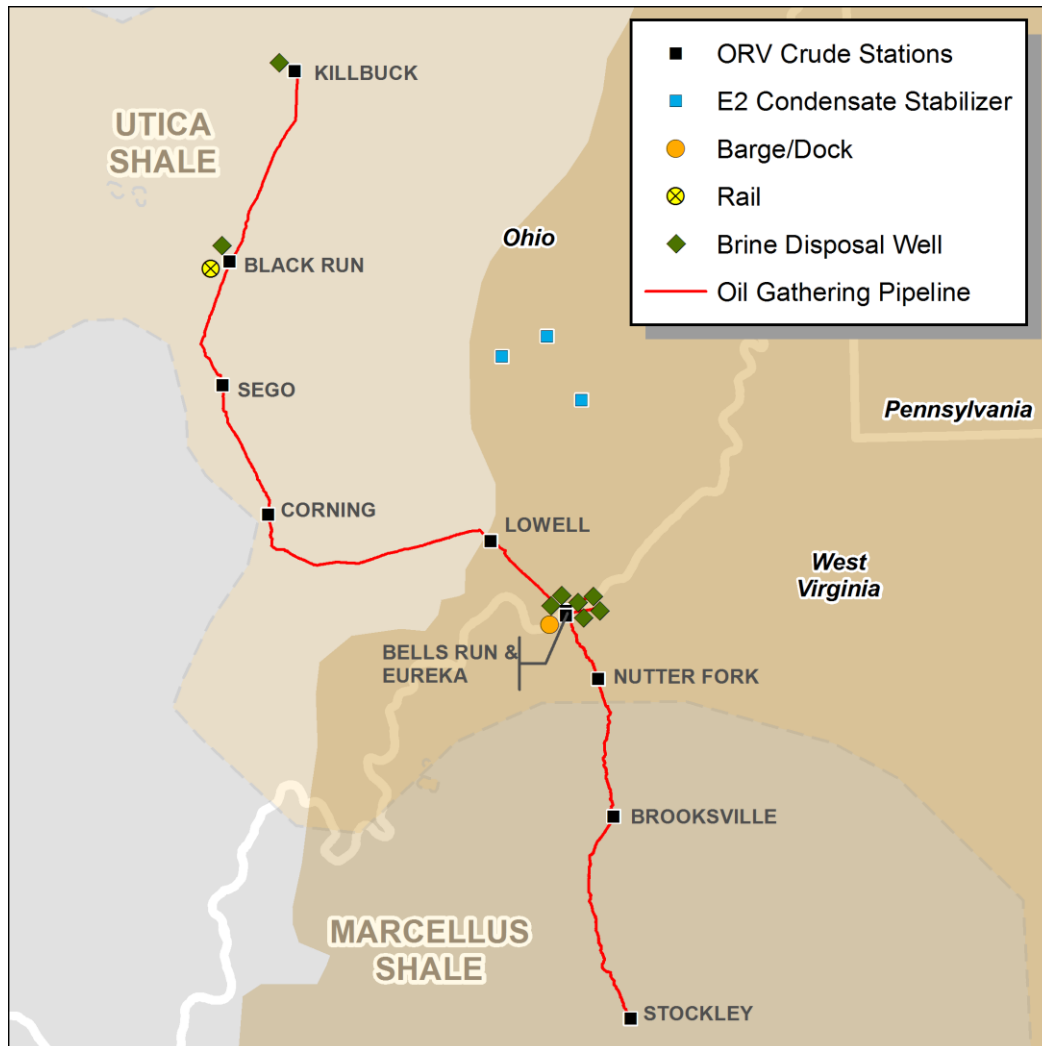 ORV Crude Stations
E2 Condensate Stabilizer
Barge/Dock
Rail
Brine Disposal Well
Oil Gathering Pipeline
KILLBUCK
UTICA
SHALE
Ohio
BLACK RUN
SEGO
Pennsylvania
CORNING
LOWELL
West
Virginia
BELLS RUN &
EUREKA
NUTTER FORK
BROOKSVILLE
MARCELLUS
SHALE
STOCKLEY